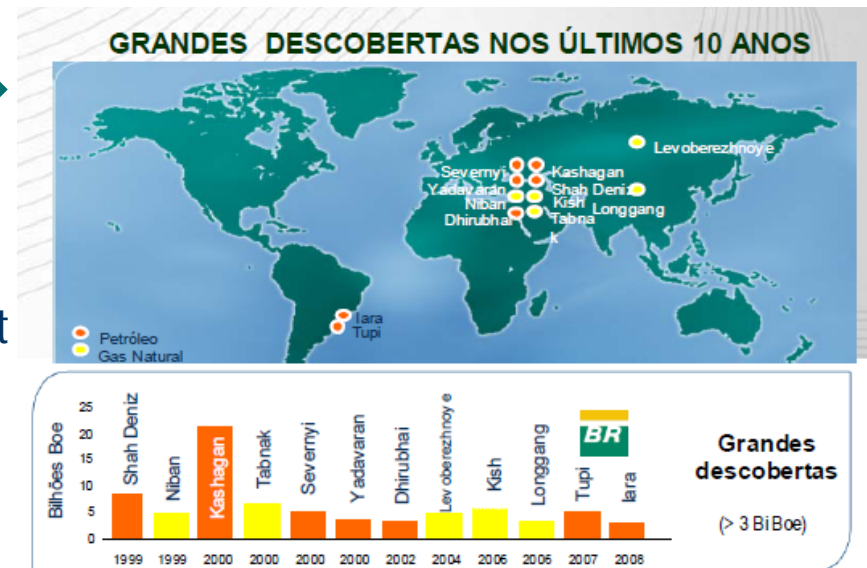 GRANDES DESCOBERTAS NOS ÚLTIMOS 10 ANOS
Levoberezhnoye
Severnyi Kashagan
Yadavaran Shah Deniz
Niban Kish Longgang
Dhirubhai Tabna
k
Iara
Tupi
Petróleo
Gas Natural
t
Bilhões Boe
25
20
15
10
5
0
Shah Deniz
Niban
Kashagan
Tabnak
Severnyi
Yadavaran
Dhirubhai
Levoberezhnoye
Kish
Longgang
Tupi
Iara
BR
1999 1999 2000 2000 2000 2000 2002 2004 2006 2006 2007 2008
Grandes
descobertas
(> 3 BiBoe)